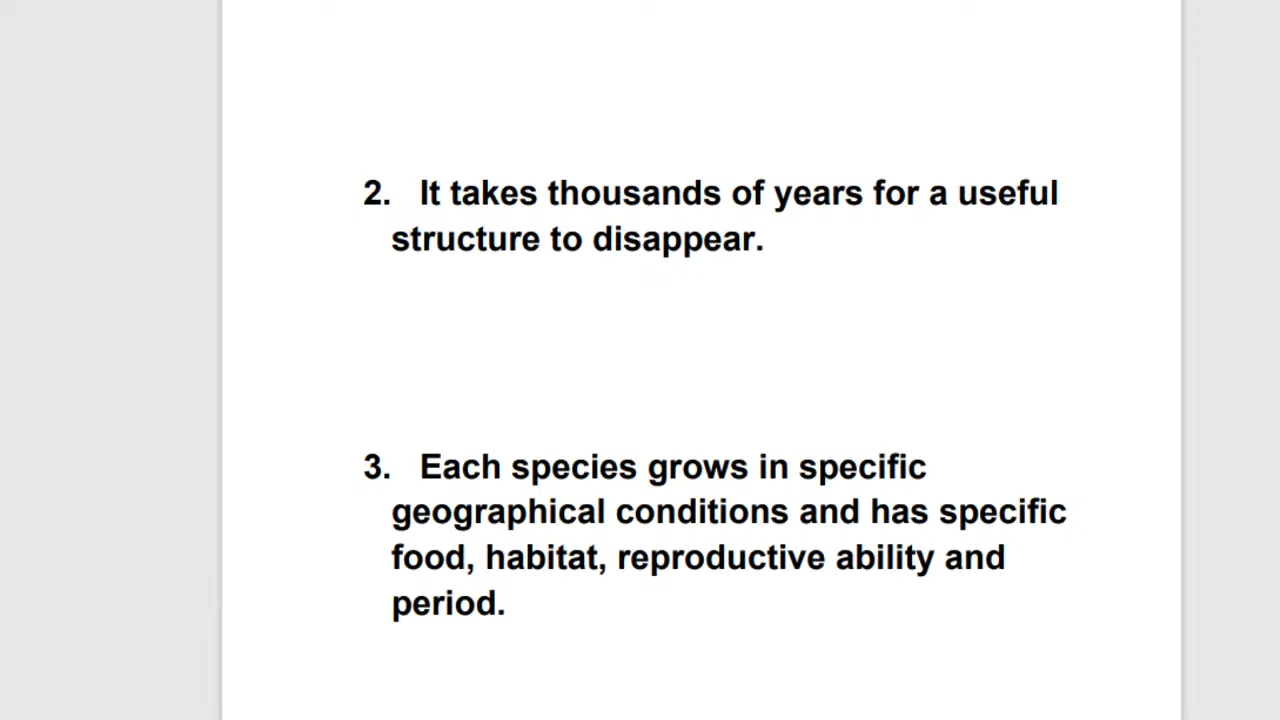 2. It takes thousands of years for a useful
structure to disappear.
3. Each species grows in specific
geographical conditions and has specific
food, habitat, reproductive ability and
period.